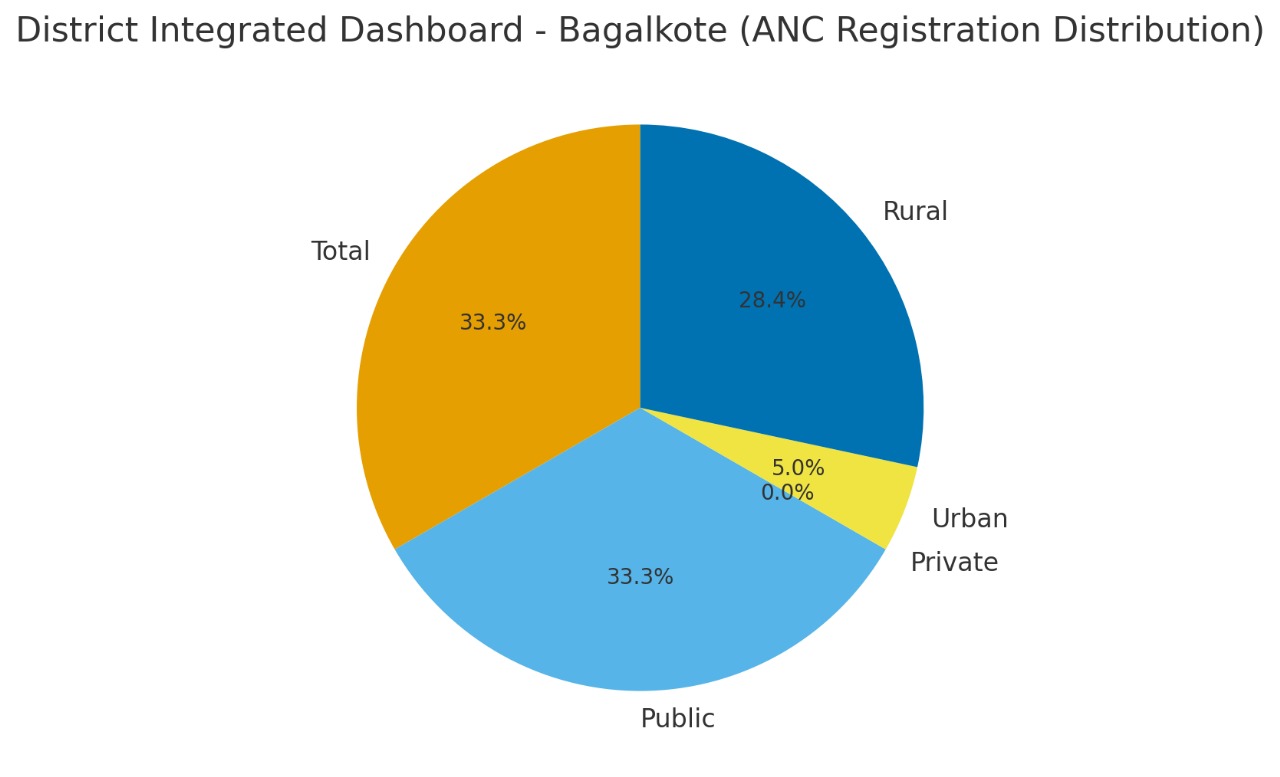 District Integrated Dashboard - Bagalkote (ANC Registration Distribution)
Rural
Total
28.4%
33.3%
5.0%
0.0%
Urban
Private
33.3%
Public